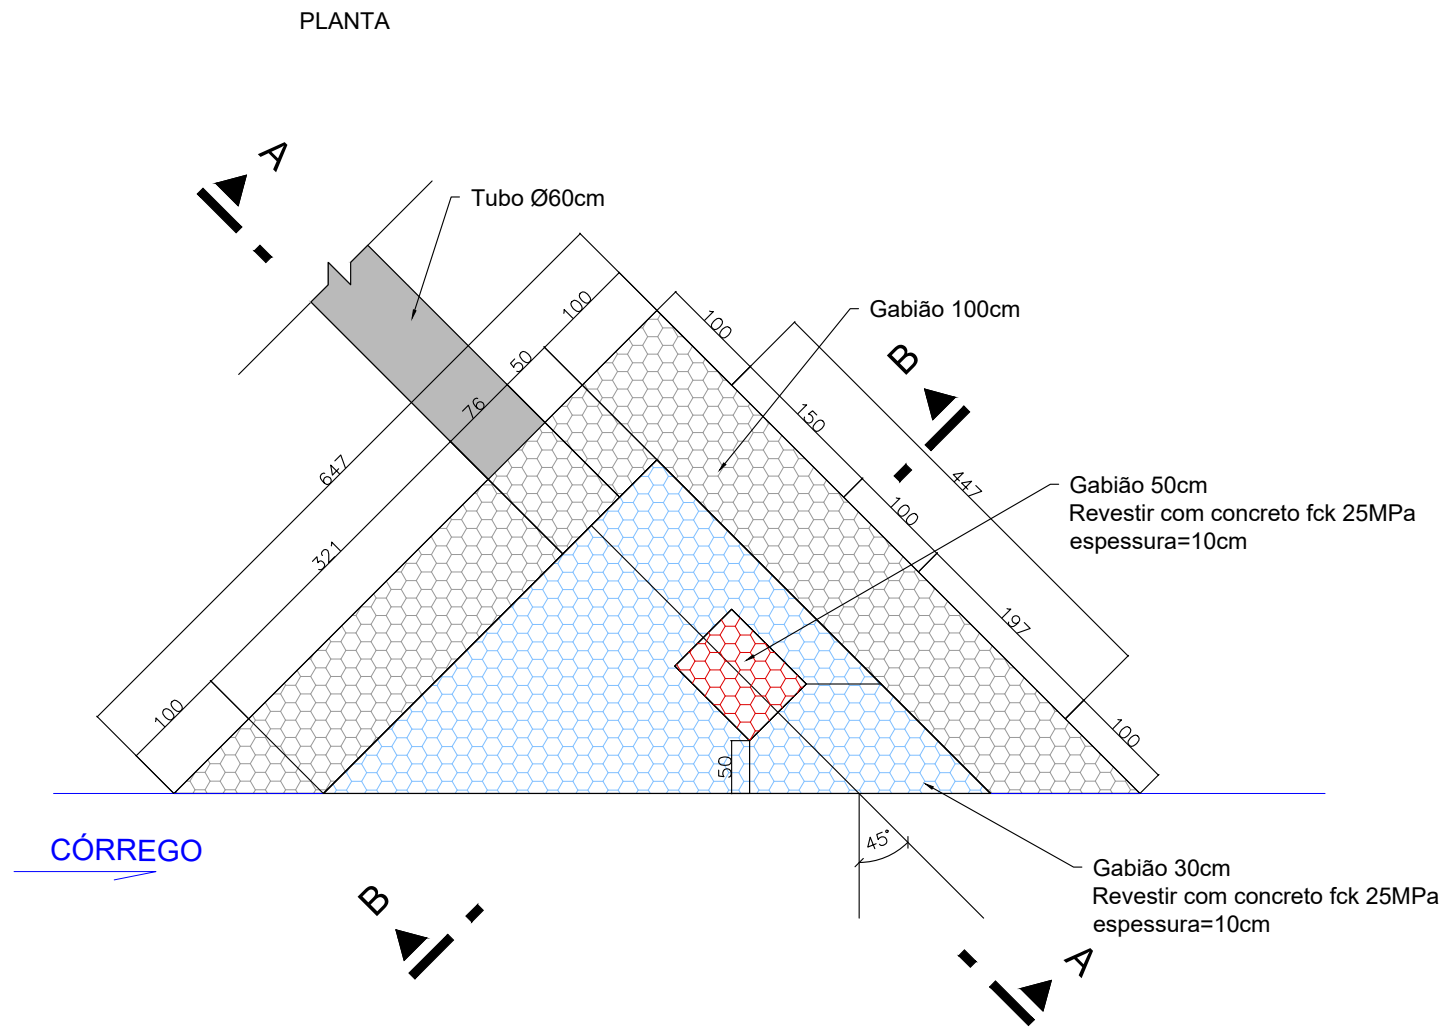 PLANTA
A
Tubo Ø60cm
100
Gabião 100cm
100
50
B
150
76
447
647
Gabião 50cm
Revestir com concreto fck 25MPa
espessura=10cm
100
321
197
100
100
50
45°
CÓRREGO
Gabião 30cm
Revestir com concreto fck 25MPa
espessura=10cm
B
A